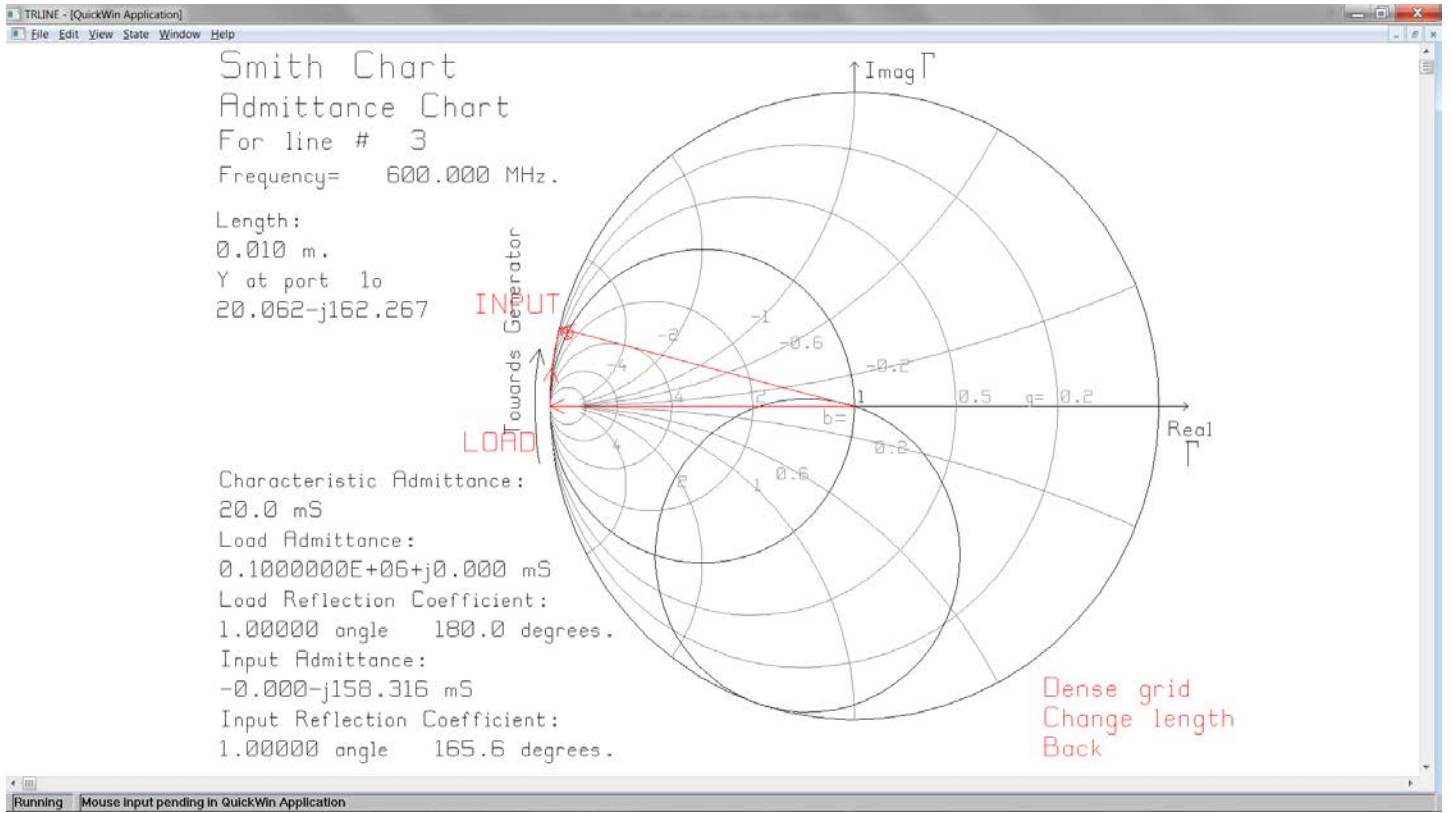 TRLINE - [QuickWin Application]
File Edit View State Window Help
Smith Chart
Admittance Chart
For line # 3
Frequency= 600.000 MHz.
Length:
0.010 m.
Y at port 1o
20.062-j162.267
Characteristic Admittance:
20.0 mS
Load Admittance:
0.1000000E+06+j0.000 mS
Load Reflection Coefficient:
1.00000 angle 180.0 degrees.
Input Admittance:
-0.000-j158.316 mS
Input Reflection Coefficient:
1.00000 angle 165.6 degrees.
Towards Generator
INPUT
LOAD
Imag Γ
-1
-2
-0.6
-4
-0.2
4
2
1
0.5
g= 0.2
b=
Real
Γ
0.2
4
0.6
2
1
Dense grid
Change length
Back
Running Mouse input pending in QuickWin Application